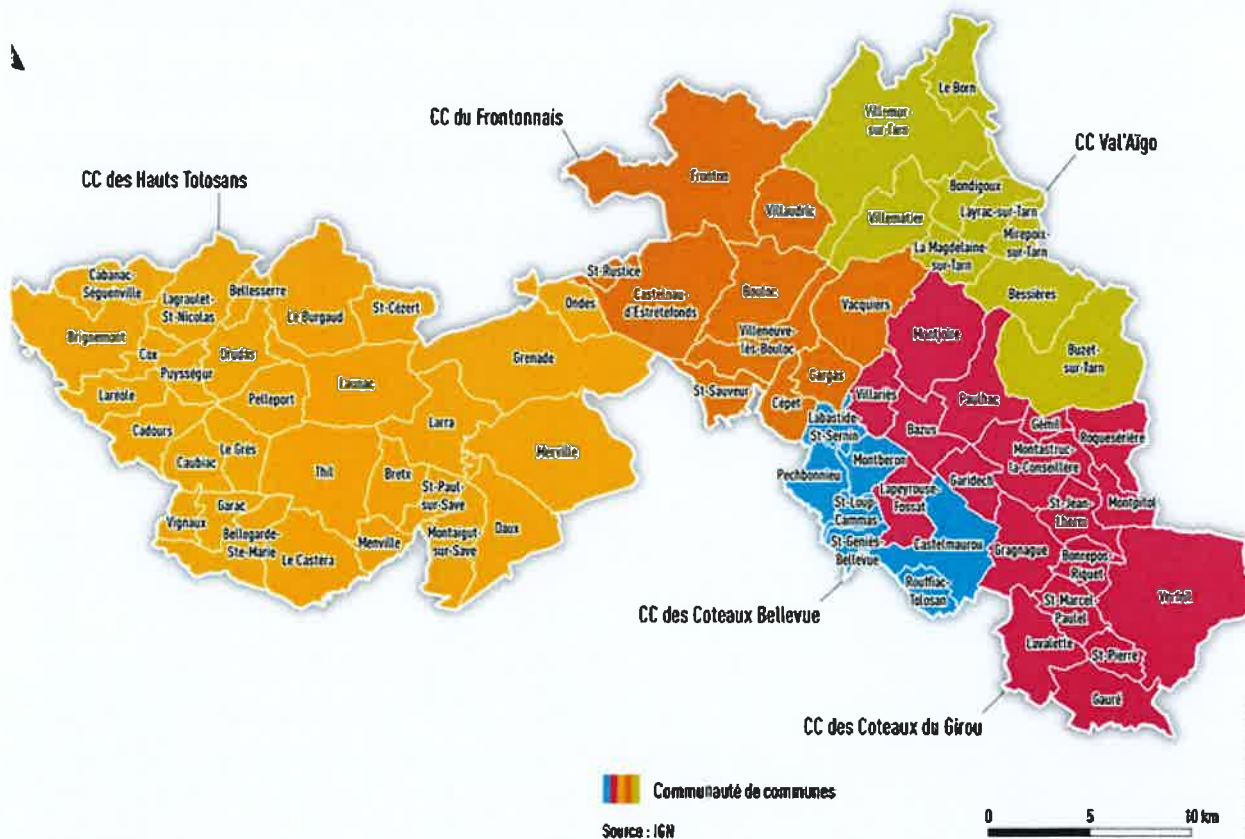 Le Born
Villemur-
sur-Tarn
CC du Frontonnais
CC Val'Aïgo
Fronton
CC des Hauts Tolosans
Bondigoux
Villaudric
Villematier
Layrac-sur-Tarn
Mirepoix-
sur-Tarn
La Magdelaine-
sur-Tarn
Cabanac-
Séguenville
Bellesserre
St-Rustice
Lagraulet-
St-Nicolas
Ondes
Castelnau-
d'Estrétefonds
Bouloc
Vacquiers
Bessières
St-Cézert
Le Burgaud
Brignemont
Drudas
Villeneuve-
lès-Bouloc
Montjoire
Buzet-
sur-Tarn
Cox
Grenade
Puysségur
Launac
Gargas
Laréole
Pelleport
St-Sauveur
Cépet
Villariès
Paulhac
Larra
Labastide-
St-Sernin
Bazus
Gémil
Roquesérière
Cadours
Le Grès
Merville
Montastruc-
la-Conseillère
Caubiac
Thil
Bretx
Pechbonnieu
Montberon
Garidech
St-Paul-
sur-Save
Lapeyrouse-
Fossat
St-Jean-
Lherm
Montpitol
Garac
St-Loup-
Cammas
Vignaux
Bellegarde-
Ste-Marie
Menville
Montaigut-
sur-Save
Daux
St-Geniès-
Bellevue
Castelmaurou
Gragnague
Bonrepos-
Riquet
Le Castéra
Rouffiac-
Tolosan
St-Marcel-
Paulel
Verfeil
CC des Coteaux Bellevue
Lavalette
St-Pierre
Gauré
CC des Coteaux du Girou
Communauté de communes
Source : IGN
0 5 10 km